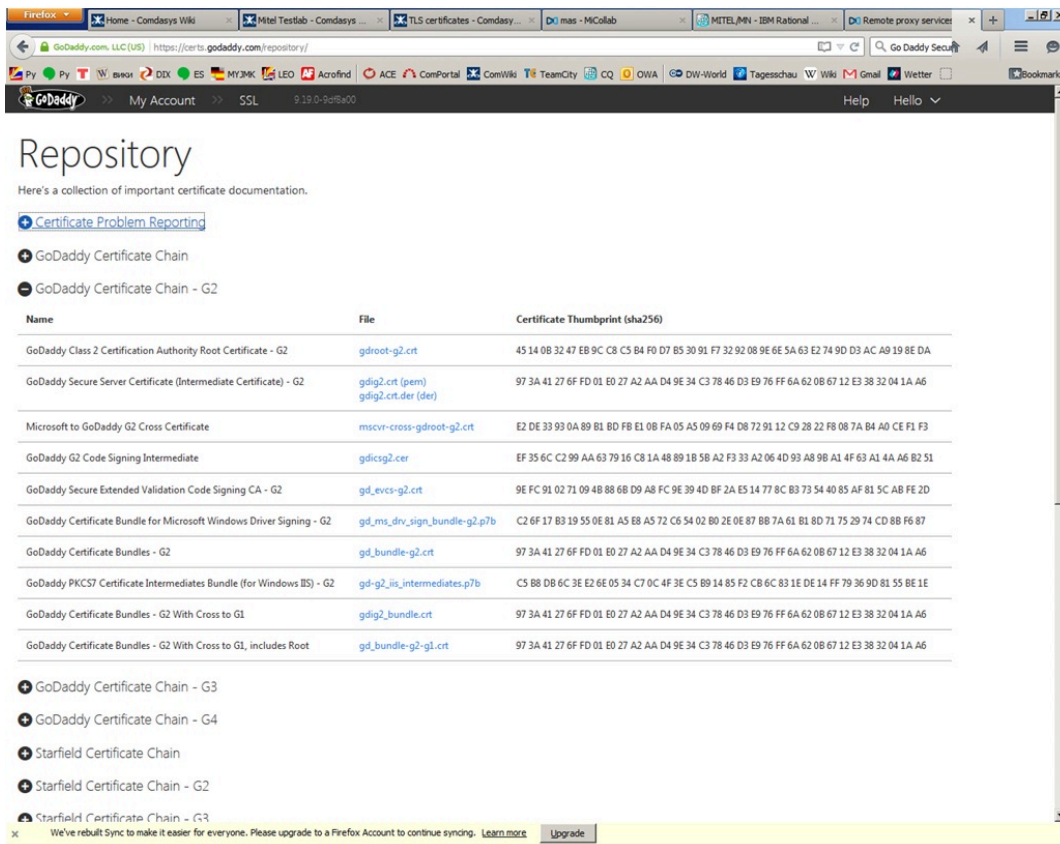 Firefox
Home - Comdasys Wiki
Mitel Testlab - Comdasys ...
TLS certificates - Comdasy...
mas - MiCollab
MITEL/MN - IBM Rational ...
Remote proxy services
GoDaddy.com, LLC (US) https://certs.godaddy.com/repository/
Go Daddy Secur
Py Py T W DIX ES MYJMK LEO Acrofind ACE ComPortal ComWiki TeamCity CQ OWA DW-World Tagesschau Wiki Gmail Wetter Bookmark
GoDaddy >> My Account >> SSL 9.19.0-9df8a00 Help Hello
Repository
Here's a collection of important certificate documentation.
Certificate Problem Reporting
GoDaddy Certificate Chain
GoDaddy Certificate Chain - G2
Name File Certificate Thumbprint (sha256)
GoDaddy Class 2 Certification Authority Root Certificate - G2 gdroot-g2.crt 45 14 0B 32 47 EB 9C C8 C5 B4 F0 D7 B5 30 91 F7 32 92 08 9E 6E 5A 63 E2 74 9D D3 AC A9 19 8E DA
GoDaddy Secure Server Certificate (Intermediate Certificate) - G2 gdig2.crt (pem) 97 3A 41 27 6F FD 01 E0 27 A2 AA D4 9E 34 C3 78 46 D3 E9 76 FF 6A 62 0B 67 12 E3 38 32 04 1A A6
gdig2.crt.der (der)
Microsoft to GoDaddy G2 Cross Certificate mscvr-cross-gdroot-g2.crt E2 DE 33 93 0A 89 B1 BD FB E1 0B FA 05 A5 09 69 F4 D8 72 91 12 C9 28 22 F8 08 7A B4 A0 CE F1 F3
GoDaddy G2 Code Signing Intermediate gdicsg2.cer EF 35 6C C2 99 AA 63 79 16 C8 1A 48 89 1B 5B A2 F3 33 A2 06 4D 93 A8 9B A1 4F 63 A1 4A A6 B2 51
GoDaddy Secure Extended Validation Code Signing CA - G2 gd_evcs-g2.crt 9E FC 91 02 71 09 4B 88 6B D9 A8 FC 9E 39 4D BF 2A E5 14 77 8C B3 73 54 40 85 AF 81 5C AB FE 2D
GoDaddy Certificate Bundle for Microsoft Windows Driver Signing - G2 gd_ms_drv_sign_bundle-g2.p7b C2 6F 17 B3 19 55 0E 81 A5 E8 A5 72 C6 54 02 B0 2E 0E 87 BB 7A 61 B1 8D 71 75 29 74 CD 8B F6 87
GoDaddy Certificate Bundles - G2 gd_bundle-g2.crt 97 3A 41 27 6F FD 01 E0 27 A2 AA D4 9E 34 C3 78 46 D3 E9 76 FF 6A 62 0B 67 12 E3 38 32 04 1A A6
GoDaddy PKCS7 Certificate Intermediates Bundle (for Windows IIS) - G2 gd-g2_iis_intermediates.p7b C5 B8 DB 6C 3E E2 6E 05 34 C7 0C 4F 3E C5 B9 14 85 F2 CB 6C 83 1E DE 14 FF 79 36 9D 81 55 BE 1E
GoDaddy Certificate Bundles - G2 With Cross to G1 gdig2_bundle.crt 97 3A 41 27 6F FD 01 E0 27 A2 AA D4 9E 34 C3 78 46 D3 E9 76 FF 6A 62 0B 67 12 E3 38 32 04 1A A6
GoDaddy Certificate Bundles - G2 With Cross to G1, includes Root gd_bundle-g2-g1.crt 97 3A 41 27 6F FD 01 E0 27 A2 AA D4 9E 34 C3 78 46 D3 E9 76 FF 6A 62 0B 67 12 E3 38 32 04 1A A6
GoDaddy Certificate Chain - G3
GoDaddy Certificate Chain - G4
Starfield Certificate Chain
Starfield Certificate Chain - G2
Starfield Certificate Chain - G3
We've rebuilt Sync to make it easier for everyone. Please upgrade to a Firefox Account to continue syncing. Learn more Upgrade